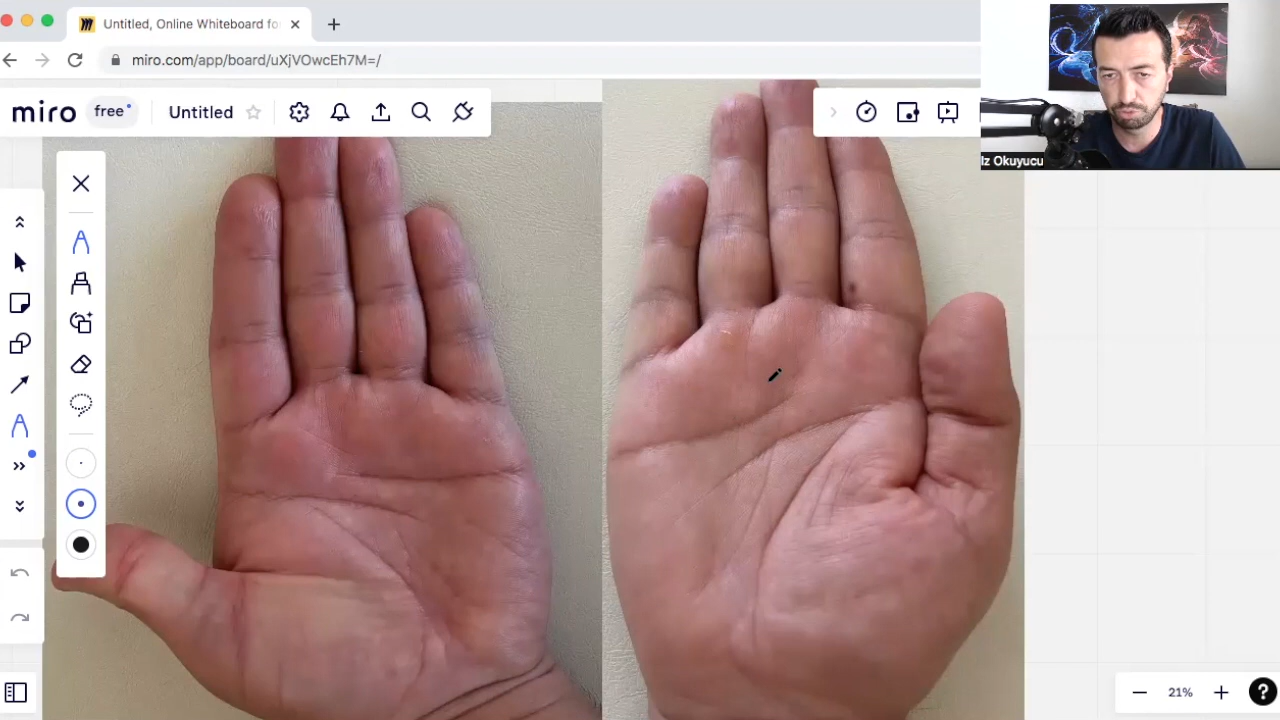 Untitled, Online Whiteboard fo
miro.com/app/board/uXjVOwcEh7M=/
miro
free
Untitled
lz Okuyucu
21%